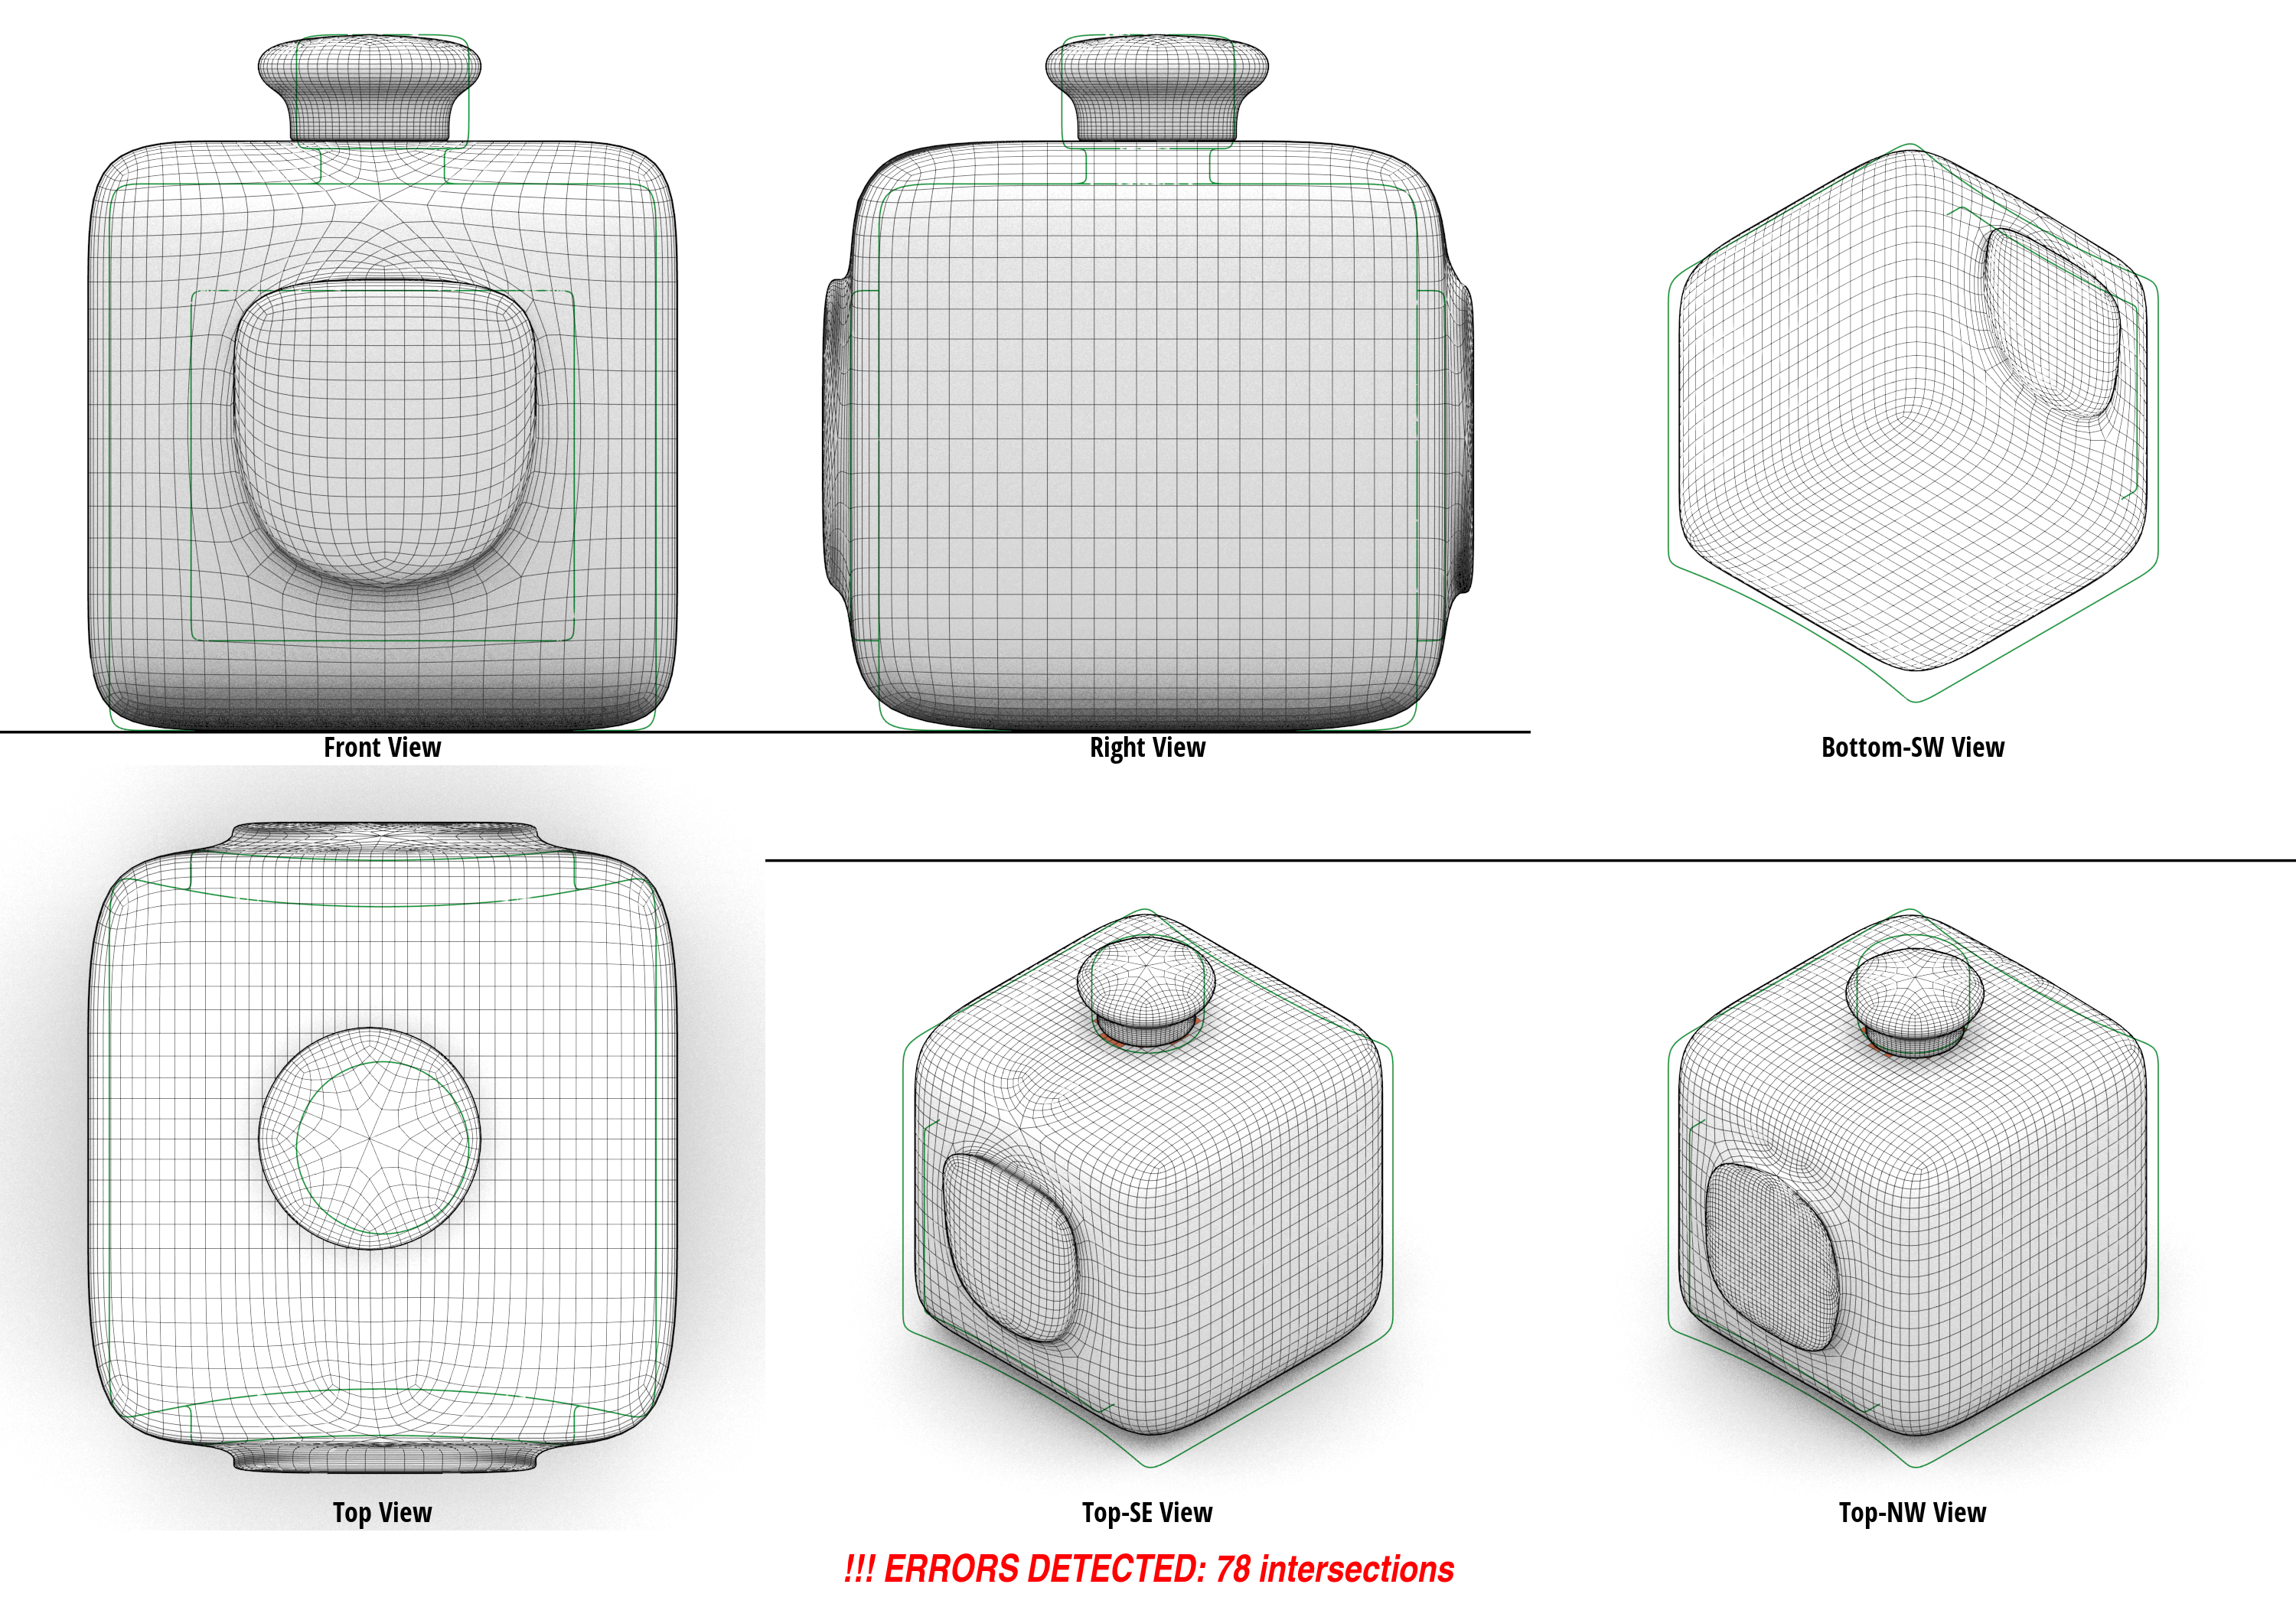 Front View
Right View
Bottom-SW View
Top View
Top-SE View
Top-NW View
!!! ERRORS DETECTED: 78 intersections